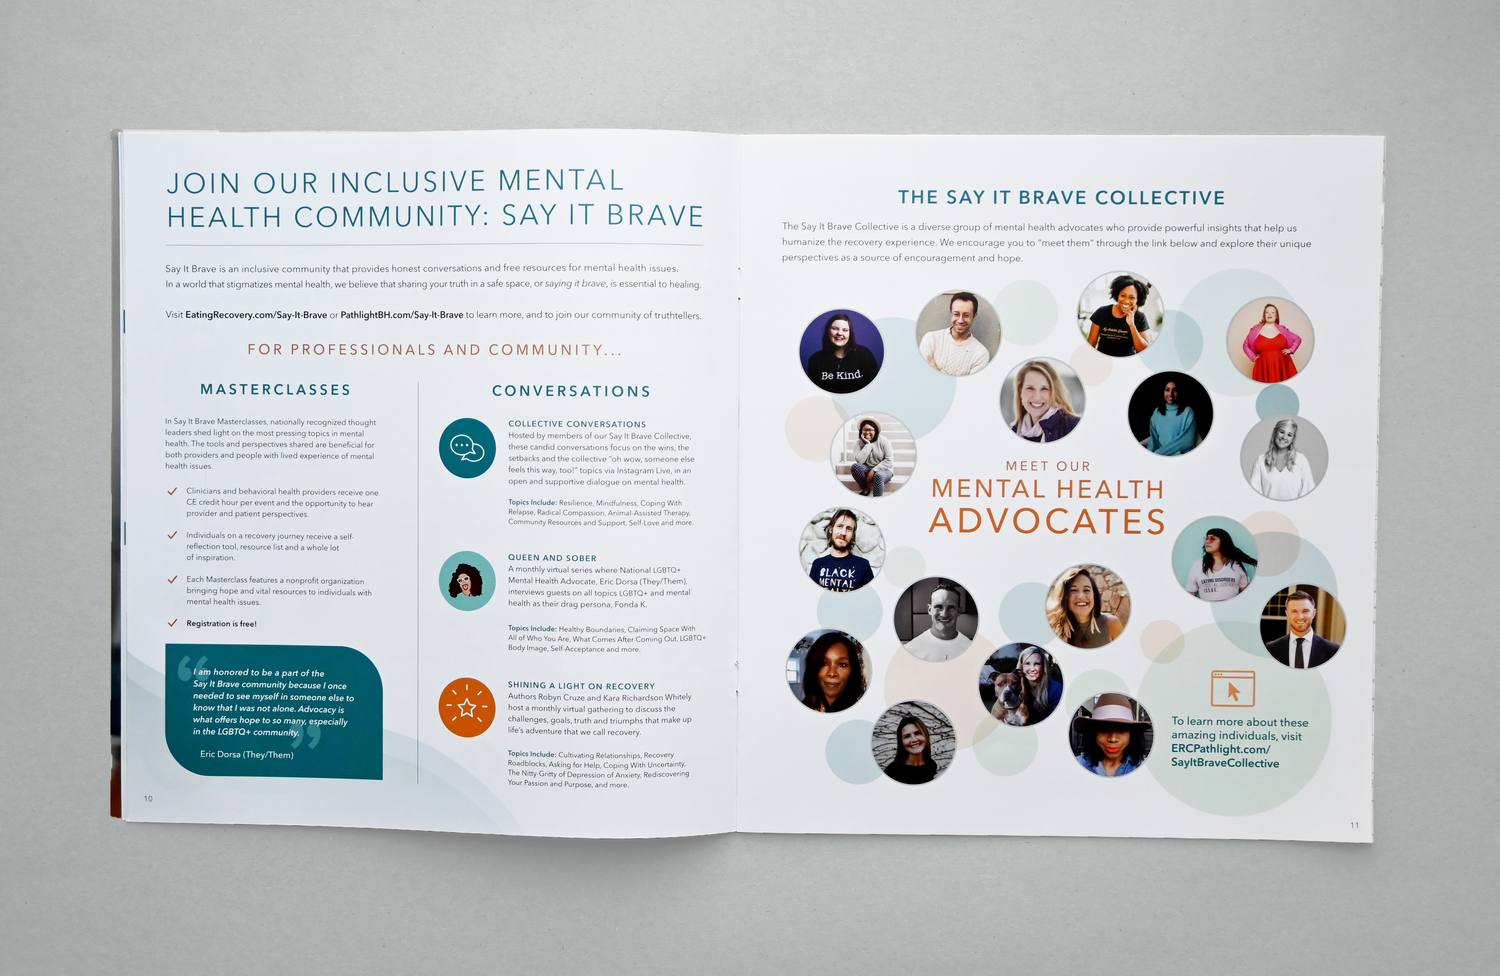 JOIN OUR INCLUSIVE MENTAL
HEALTH COMMUNITY: SAY IT BRAVE
Say It Brave is an inclusive community that provides honest conversations and free resources for mental health issues.
In a world that stigmatizes mental health, we believe that sharing your truth in a safe space, or saying it brave, is essential to healing.
Visit EatingRecovery.com/Say-It-Brave or PathlightBH.com/Say-It-Brave to learn more, and to join our community of truthtellers.
FOR PROFESSIONALS AND COMMUNITY...
MASTERCLASSES
In Say It Brave Masterclasses, nationally recognized thought
leaders shed light on the most pressing topics in mental
health. The tools and perspectives shared are beneficial for
both providers and people with lived experience of mental
health issues.
Clinicians and behavioral health providers receive one
CE credit hour per event and the opportunity to hear
provider and patient perspectives.
Individuals on a recovery journey receive a self-
reflection tool, resource list and a whole lot
of inspiration.
Each Masterclass features a nonprofit organization
bringing hope and vital resources to individuals with
mental health issues.
Registration is free!
“
I am honored to be a part of the
Say It Brave community because I once
needed to see myself in someone else to
know that I was not alone. Advocacy is
what offers hope to so many, especially
in the LGBTQ+ community.
”
Eric Dorsa (They/Them)
10
CONVERSATIONS
COLLECTIVE CONVERSATIONS
Hosted by members of our Say It Brave Collective,
these candid conversations focus on the wins, the
setbacks and the collective "oh wow, someone else
feels this way, too!" topics via Instagram Live, in an
open and supportive dialogue on mental health.
Topics Include: Resilience, Mindfulness, Coping With
Relapse, Radical Compassion, Animal-Assisted Therapy,
Community Resources and Support, Self-Love and more.
QUEEN AND SOBER
A monthly virtual series where National LGBTQ+
Mental Health Advocate, Eric Dorsa (They/Them),
interviews guests on all topics LGBTQ+ and mental
health as their drag persona, Fonda K.
Topics Include: Healthy Boundaries, Claiming Space With
All of Who You Are, What Comes After Coming Out, LGBTQ+
Body Image, Self-Acceptance and more.
SHINING A LIGHT ON RECOVERY
Authors Robyn Cruze and Kara Richardson Whitely
host a monthly virtual gathering to discuss the
challenges, goals, truth and triumphs that make up
life's adventure that we call recovery.
Topics Include: Cultivating Relationships, Recovery
Roadblocks, Asking for Help, Coping With Uncertainty,
The Nitty-Gritty of Depression of Anxiety, Rediscovering
Your Passion and Purpose, and more.
THE SAY IT BRAVE COLLECTIVE
The Say It Brave Collective is a diverse group of mental health advocates who provide powerful insights that help us
humanize the recovery experience. We encourage you to "meet them" through the link below and explore their unique
perspectives as a source of encouragement and hope.
Be Kind.
MEET OUR
MENTAL HEALTH
ADVOCATES
BLACK
MENTAL
EATING DISORDERS
ISSUE.
To learn more about these
amazing individuals, visit
ERCPathlight.com/
SayItBraveCollective
11